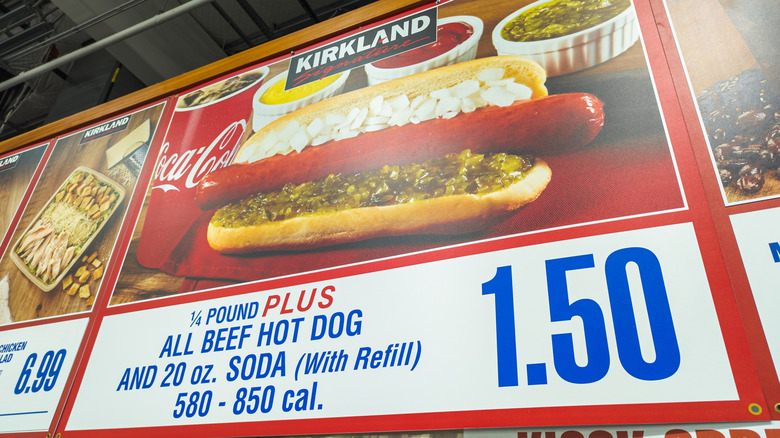 KIRKLAND
Signature
KIRKLAND
KIRKLAND
Coca-Cola
¼ POUND PLUS
ALL BEEF HOT DOG
AND 20 oz. SODA (With Refill)
580 - 850 cal.
1.50
CHICKEN
6.99